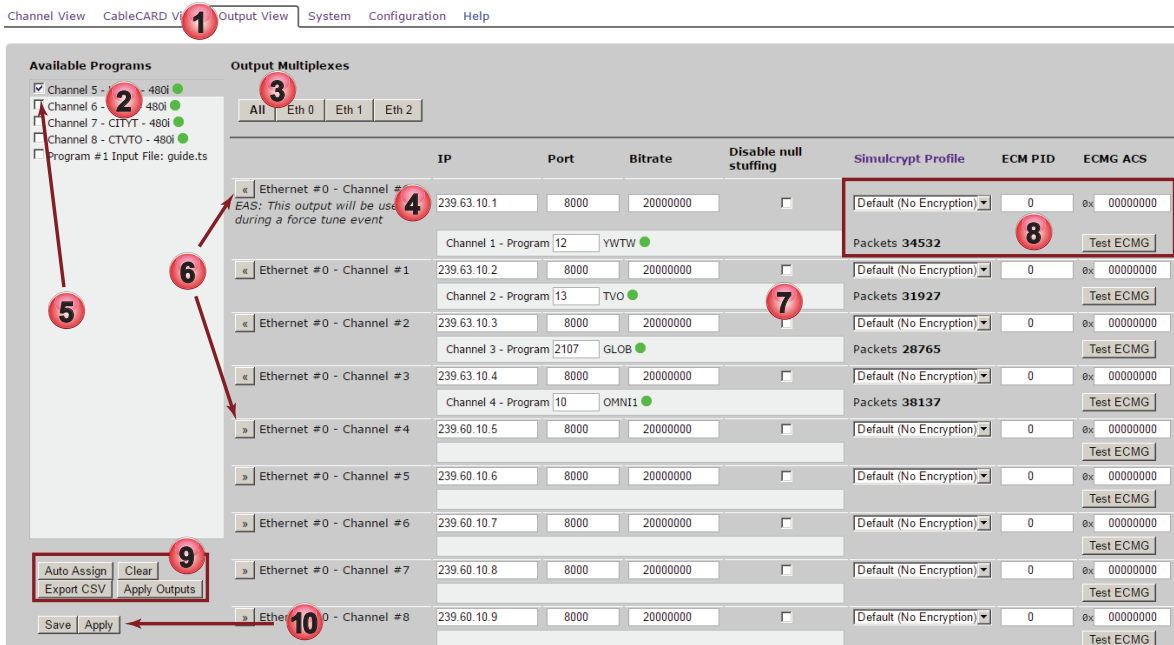 Channel View CableCARD Vi 1 Output View System Configuration Help
Available Programs
Channel 5 - - 480i
Channel 6 - 480i
Channel 7 - CITYT - 480i
Channel 8 - CTVTO - 480i
Program #1 Input File: guide.ts
2
5
Output Multiplexes
3
All Eth 0 Eth 1 Eth 2
IP Port Bitrate Disable null stuffing Simulcrypt Profile ECM PID ECMG ACS
« Ethernet #0 - Channel # 239.63.10.1 8000 20000000 Default (No Encryption) 0 0x 00000000
EAS: This output will be use
during a force tune event
4
6
8
Channel 1 - Program 12 YWTW Packets 34532 Test ECMG
« Ethernet #0 - Channel #1 239.63.10.2 8000 20000000 Default (No Encryption) 0 0x 00000000
Channel 2 - Program 13 TVO 7 Packets 31927 Test ECMG
« Ethernet #0 - Channel #2 239.63.10.3 8000 20000000 Default (No Encryption) 0 0x 00000000
Channel 3 - Program 2107 GLOB Packets 28765 Test ECMG
« Ethernet #0 - Channel #3 239.63.10.4 8000 20000000 Default (No Encryption) 0 0x 00000000
Channel 4 - Program 10 OMNI1 Packets 38137 Test ECMG
» Ethernet #0 - Channel #4 239.60.10.5 8000 20000000 Default (No Encryption) 0 0x 00000000
Test ECMG
» Ethernet #0 - Channel #5 239.60.10.6 8000 20000000 Default (No Encryption) 0 0x 00000000
Test ECMG
» Ethernet #0 - Channel #6 239.60.10.7 8000 20000000 Default (No Encryption) 0 0x 00000000
Test ECMG
» Ethernet #0 - Channel #7 239.60.10.8 8000 20000000 Default (No Encryption) 0 0x 00000000
Test ECMG
» Ether 10 0 - Channel #8 239.60.10.9 8000 20000000 Default (No Encryption) 0 0x 00000000
Test ECMG
9
Auto Assign Clear
Export CSV Apply Outputs
Save Apply